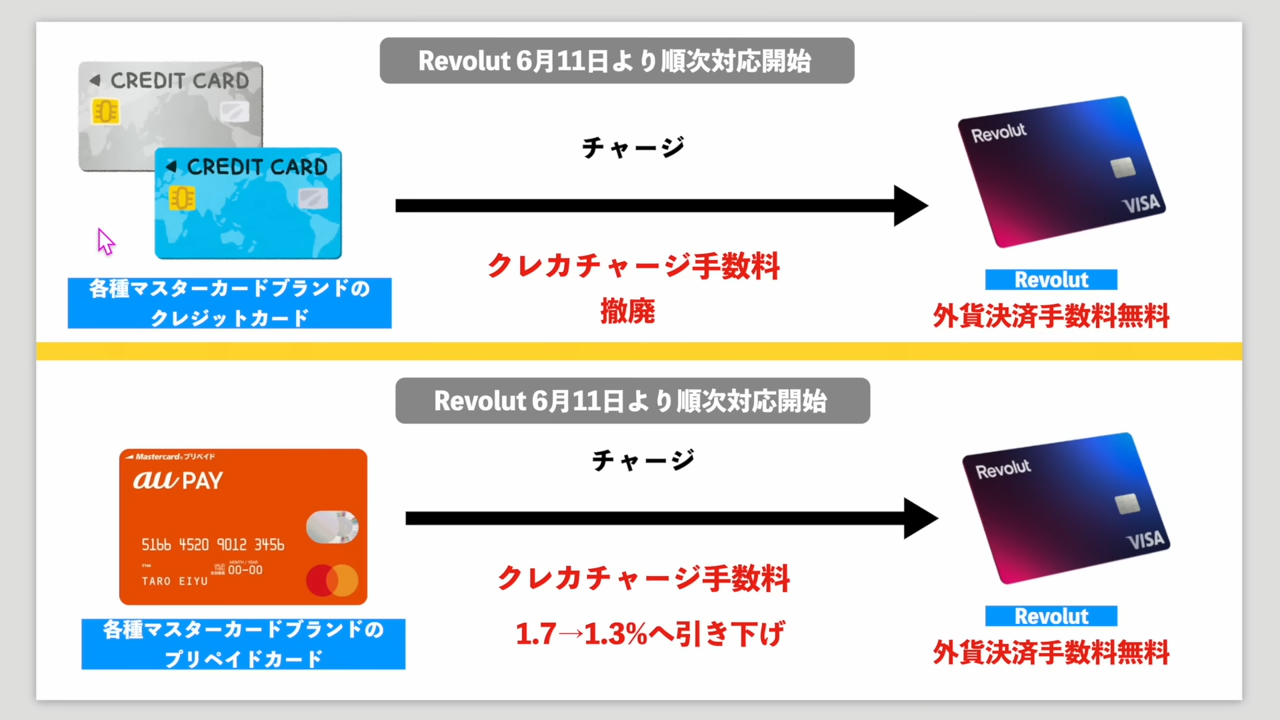 Revolut 6月11日より順次対応開始
CREDIT CARD
CREDIT CARD
チャージ
Revolut
VISA
クレカチャージ手数料
撤廃
各種マスターカードブランドの
クレジットカード
Revolut
外貨決済手数料無料
Revolut 6月11日より順次対応開始
チャージ
Mastercard®プリペイド
au PAY
5166 4520 9012 3456
MONTH / YEAR
00-00
TARO EIYU
Revolut
VISA
クレカチャージ手数料
1.7→1.3%へ引き下げ
各種マスターカードブランドの
プリペイドカード
Revolut
外貨決済手数料無料